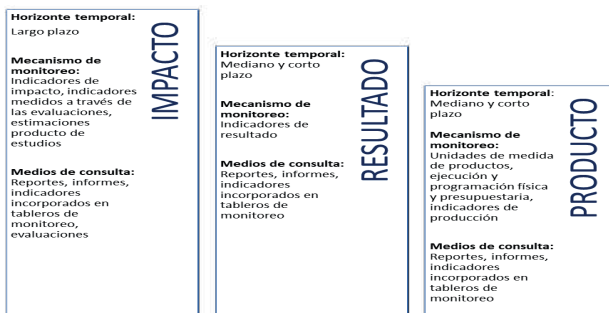 Horizonte temporal:
Largo plazo
Mecanismo de
monitoreo:
Indicadores de
impacto, indicadores
medidos a través de
las evaluaciones,
estimaciones
producto de
estudios
Medios de consulta:
Reportes, informes,
indicadores
incorporados en
tableros de
monitoreo,
evaluaciones
IMPACTO
Horizonte temporal:
Mediano y corto
plazo
Mecanismo de
monitoreo:
Indicadores de
resultado
Medios de consulta:
Reportes, informes,
indicadores
incorporados en
tableros de
monitoreo
RESULTADO
Horizonte temporal:
Mediano y corto
plazo
Mecanismo de
monitoreo:
Unidades de medida
de productos,
ejecución y
programación física
y presupuestaria,
indicadores de
producción
Medios de consulta:
Reportes, informes,
indicadores
incorporados en
tableros de
monitoreo
PRODUCTO